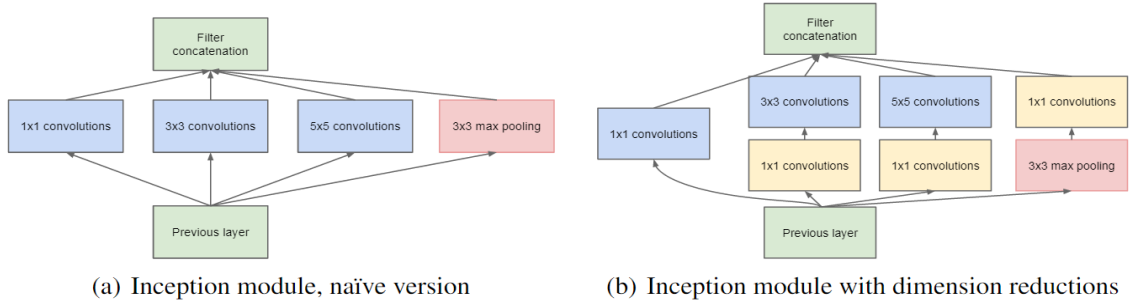 Filter
concatenation
1x1 convolutions
3x3 convolutions
5x5 convolutions
3x3 max pooling
Previous layer
(a) Inception module, naïve version
Filter
concatenation
3x3 convolutions
5x5 convolutions
1x1 convolutions
1x1 convolutions
1x1 convolutions
1x1 convolutions
3x3 max pooling
Previous layer
(b) Inception module with dimension reductions